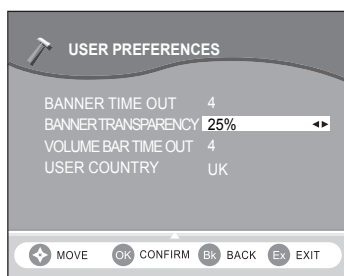 USER PREFERENCES
BANNER TIME OUT 4
BANNER TRANSPARENCY 25%
VOLUME BAR TIME OUT 4
USER COUNTRY UK
OK Bk Ex
MOVE CONFIRM BACK EXIT